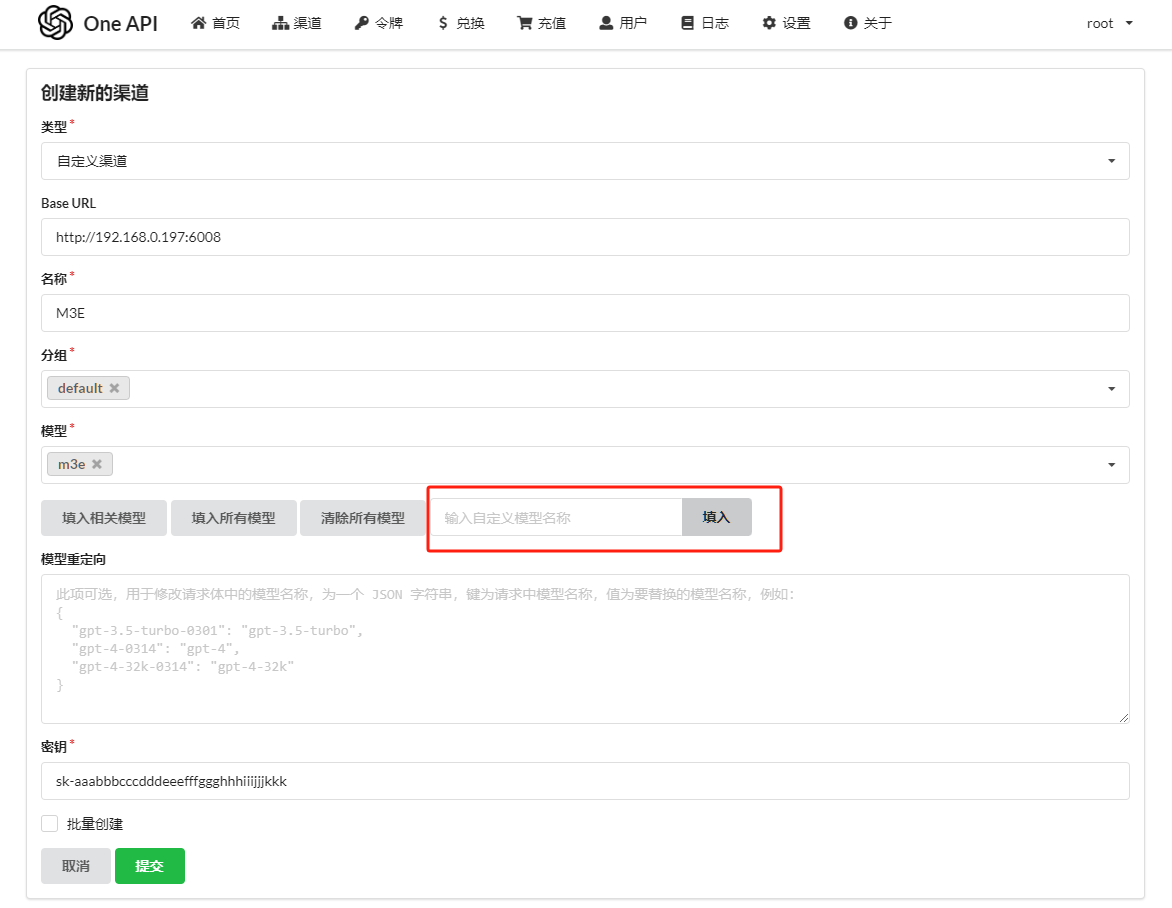 One API 首页 渠道 令牌 兑换 充值 用户 日志 设置 关于 root
创建新的渠道
类型*
自定义渠道
Base URL
http://192.168.0.197:6008
名称*
M3E
分组*
default
模型*
m3e
填入相关模型 填入所有模型 清除所有模型 输入自定义模型名称 填入
模型重定向
此项可选，用于修改请求体中的模型名称，为一个 JSON 字符串，键为请求中模型名称，值为要替换的模型名称，例如：
{
"gpt-3.5-turbo-0301": "gpt-3.5-turbo",
"gpt-4-0314": "gpt-4",
"gpt-4-32k-0314": "gpt-4-32k"
}
密钥*
sk-aaabbbcccdddeeefffggghhhiiijjjkkk
批量创建
取消 提交